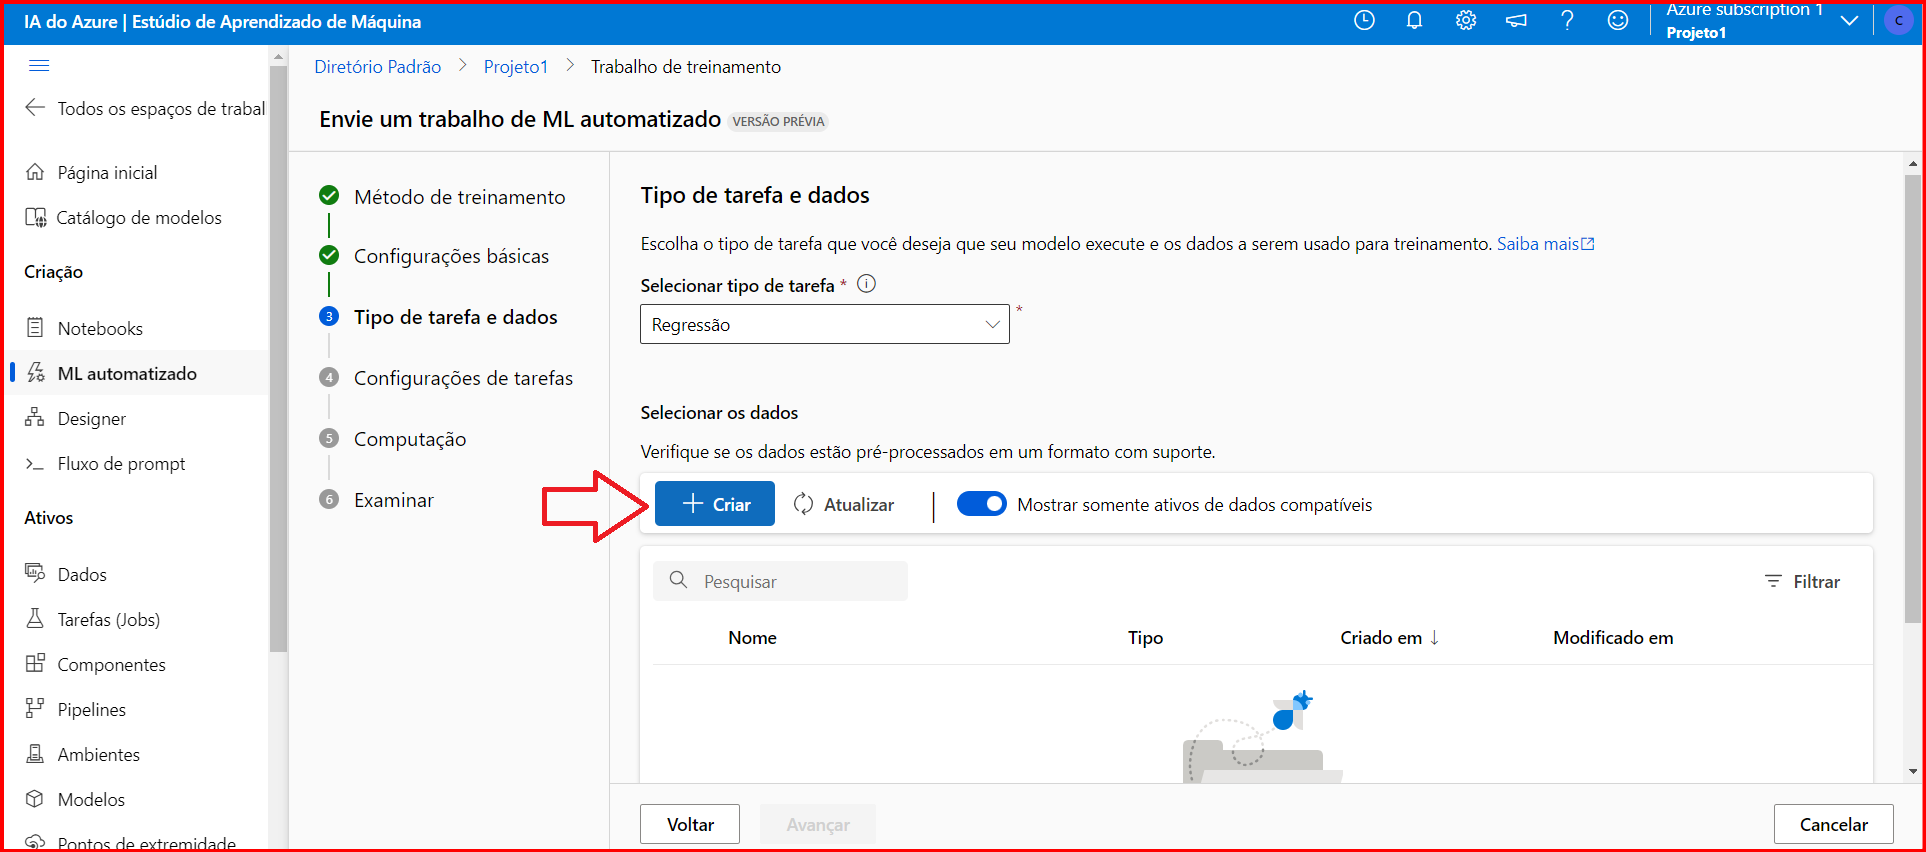 IA do Azure | Estúdio de Aprendizado de Máquina
Azure subscription 1
Projeto1
C
Todos os espaços de trabal
Página inicial
Catálogo de modelos
Criação
Notebooks
ML automatizado
Designer
Fluxo de prompt
Ativos
Dados
Tarefas (Jobs)
Componentes
Pipelines
Ambientes
Modelos
Pontos de extremidade
Diretório Padrão > Projeto1 > Trabalho de treinamento
Envie um trabalho de ML automatizado VERSÃO PRÉVIA
Método de treinamento
Configurações básicas
3 Tipo de tarefa e dados
4 Configurações de tarefas
5 Computação
6 Examinar
Tipo de tarefa e dados
Escolha o tipo de tarefa que você deseja que seu modelo execute e os dados a serem usado para treinamento. Saiba mais
Selecionar tipo de tarefa *
Regressão *
Selecionar os dados
Verifique se os dados estão pré-processados em um formato com suporte.
+ Criar Atualizar | Mostrar somente ativos de dados compatíveis
Pesquisar Filtrar
Nome Tipo Criado em ↓ Modificado em
Voltar Avançar Cancelar